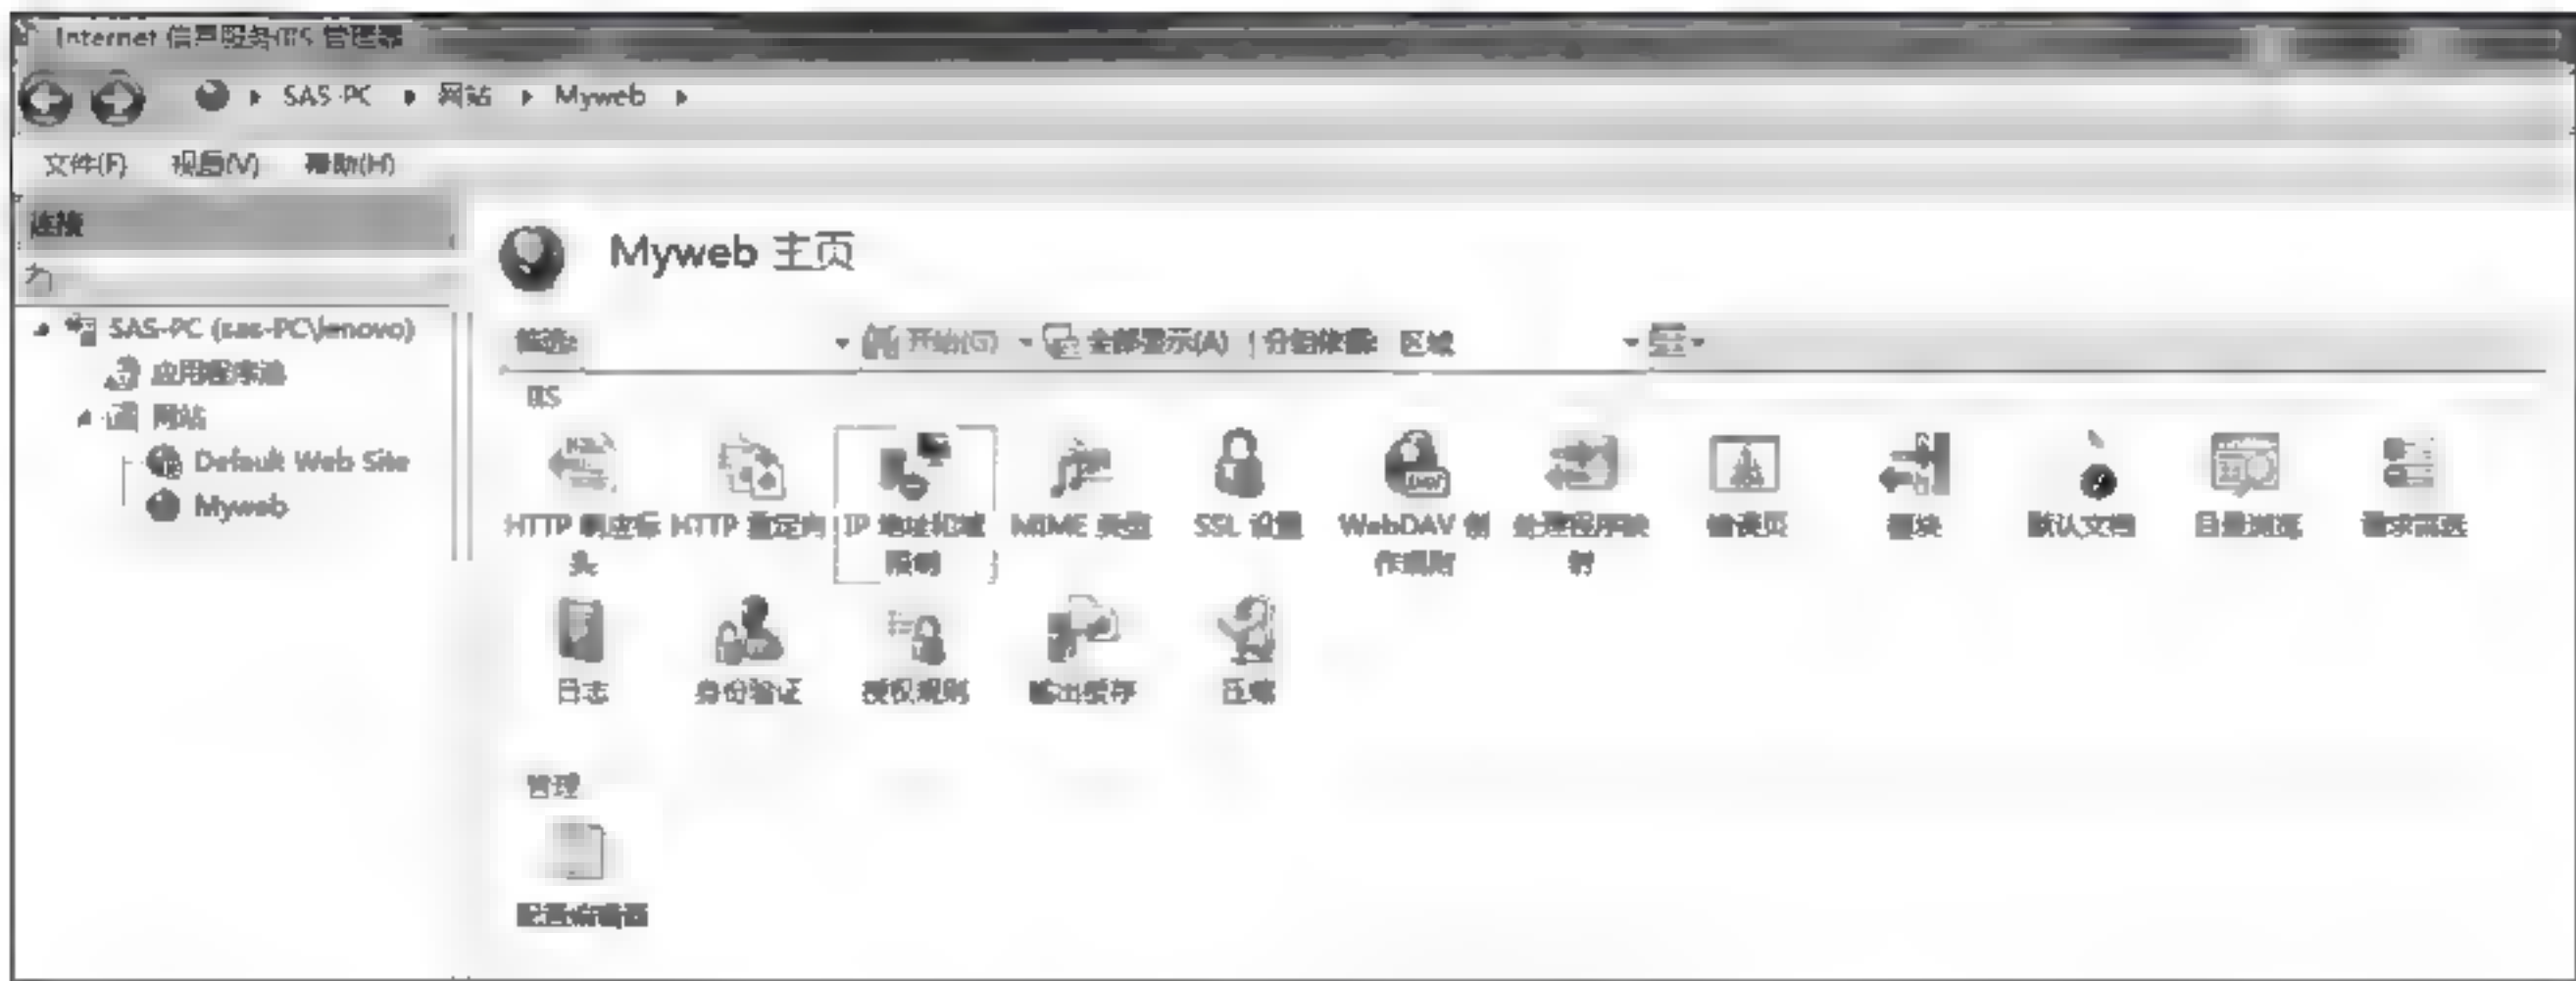 Internet 信息服务(IIS)管理器
SAS-PC 网站 Myweb
文件(F) 视图(V) 帮助(H)
连接
SAS-PC (sas-PC\lenovo)
应用程序池
网站
Default Web Site
Myweb
Myweb 主页
筛选: 开始(G) 全部显示(A) 分组依据: 区域
IIS
HTTP 响应标头 HTTP 重定向 IP 地址和域限制 MIME 类型 SSL 设置 WebDAV 创作规则 处理程序映射 错误页 模块 默认文档 目录浏览 请求筛选
日志 身份验证 授权规则 输出缓存 压缩
管理
配置编辑器